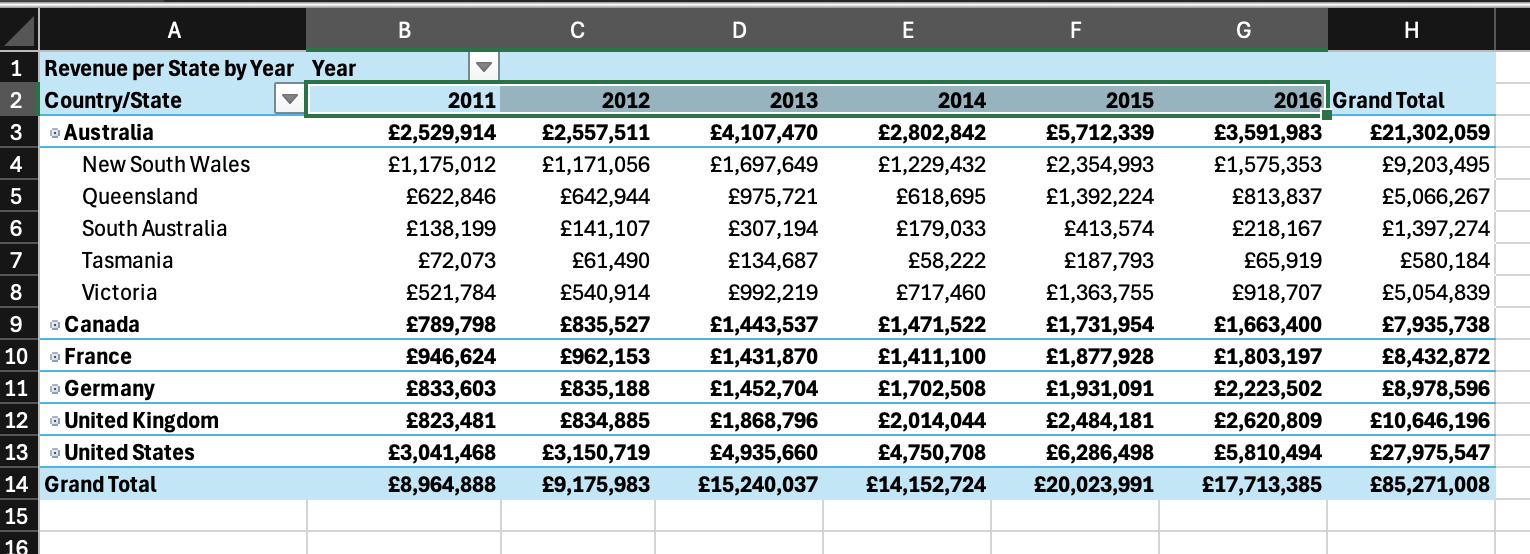 A B C D E F G H
1 Revenue per State by Year Year
2 Country/State 2011 2012 2013 2014 2015 2016 Grand Total
3 Australia £2,529,914 £2,557,511 £4,107,470 £2,802,842 £5,712,339 £3,591,983 £21,302,059
4 New South Wales £1,175,012 £1,171,056 £1,697,649 £1,229,432 £2,354,993 £1,575,353 £9,203,495
5 Queensland £622,846 £642,944 £975,721 £618,695 £1,392,224 £813,837 £5,066,267
6 South Australia £138,199 £141,107 £307,194 £179,033 £413,574 £218,167 £1,397,274
7 Tasmania £72,073 £61,490 £134,687 £58,222 £187,793 £65,919 £580,184
8 Victoria £521,784 £540,914 £992,219 £717,460 £1,363,755 £918,707 £5,054,839
9 Canada £789,798 £835,527 £1,443,537 £1,471,522 £1,731,954 £1,663,400 £7,935,738
10 France £946,624 £962,153 £1,431,870 £1,411,100 £1,877,928 £1,803,197 £8,432,872
11 Germany £833,603 £835,188 £1,452,704 £1,702,508 £1,931,091 £2,223,502 £8,978,596
12 United Kingdom £823,481 £834,885 £1,868,796 £2,014,044 £2,484,181 £2,620,809 £10,646,196
13 United States £3,041,468 £3,150,719 £4,935,660 £4,750,708 £6,286,498 £5,810,494 £27,975,547
14 Grand Total £8,964,888 £9,175,983 £15,240,037 £14,152,724 £20,023,991 £17,713,385 £85,271,008
15
16